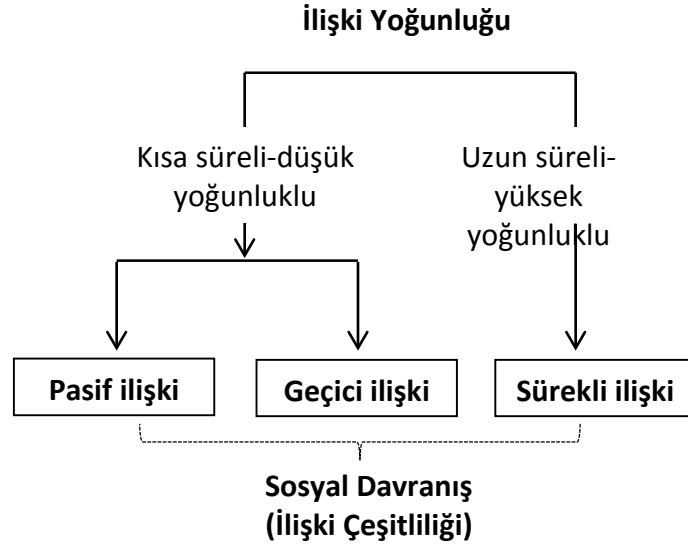 İlişki Yoğunluğu
Kısa süreli-düşük
yoğunluklu
Uzun süreli-
yüksek
yoğunluklu
Pasif ilişki
Geçici ilişki
Sürekli ilişki
Sosyal Davranış
(İlişki Çeşitliliği)